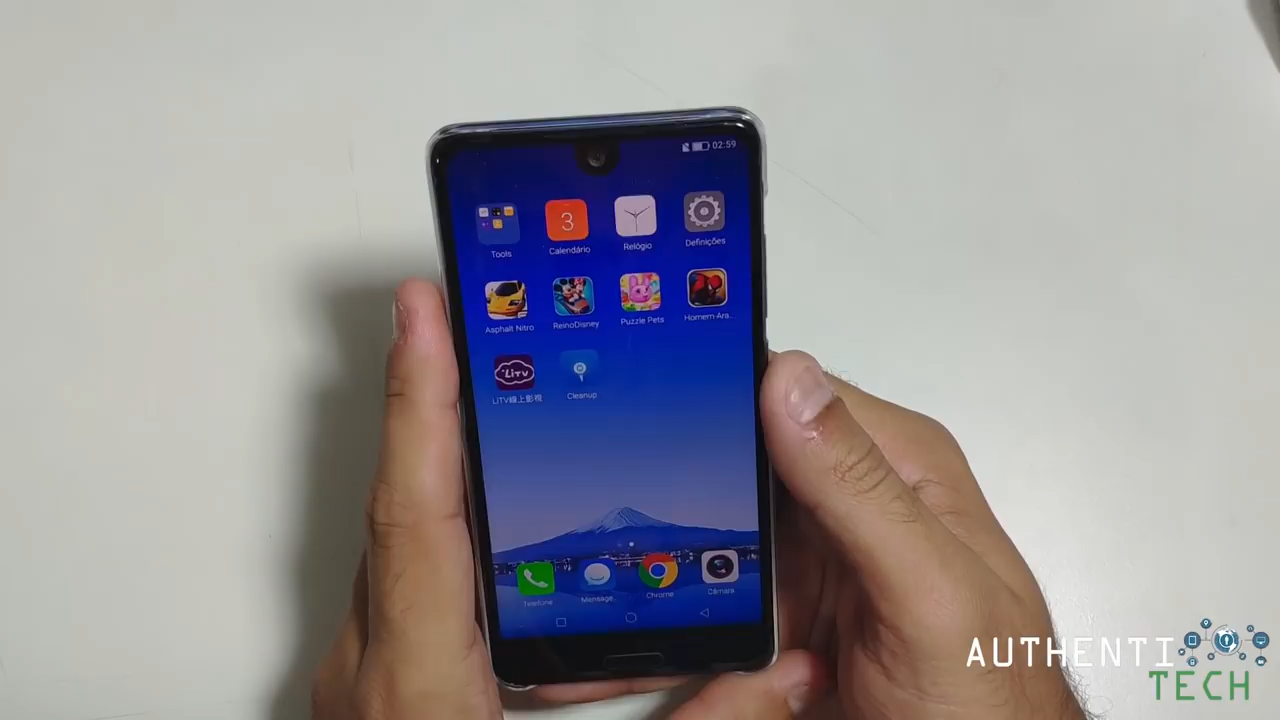 02:59
3
Tools
Calendário
Relógio
Definições
Asphalt Nitro
ReinoDisney
Puzzle Pets
Homem-Ara...
LiTV
LiTV線上影視
Cleanup
Telefone
Mensage..
Chrome
Câmara
AUTHENTI
TECH